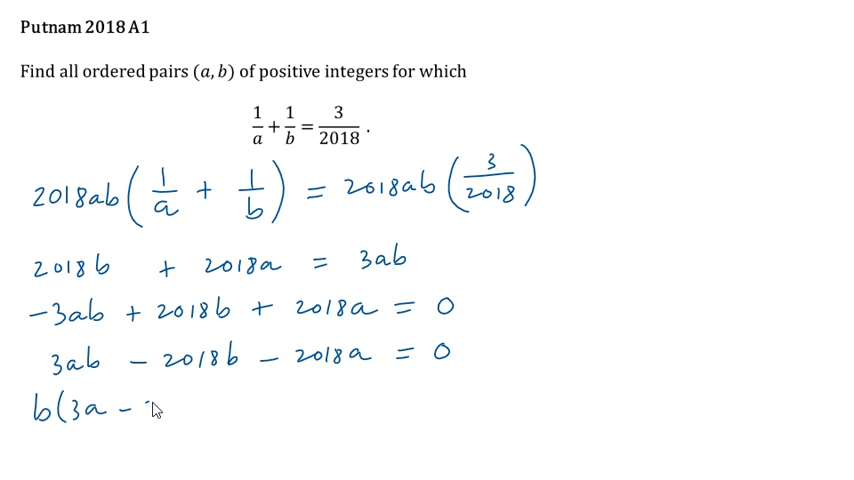 Putnam 2018 A1
Find all ordered pairs (a, b) of positive integers for which
1/a + 1/b = 3/2018 .
2018ab ( 1/a + 1/b ) = 2018ab ( 3/2018 )
2018b + 2018a = 3ab
-3ab + 2018b + 2018a = 0
3ab - 2018b - 2018a = 0
b(3a -